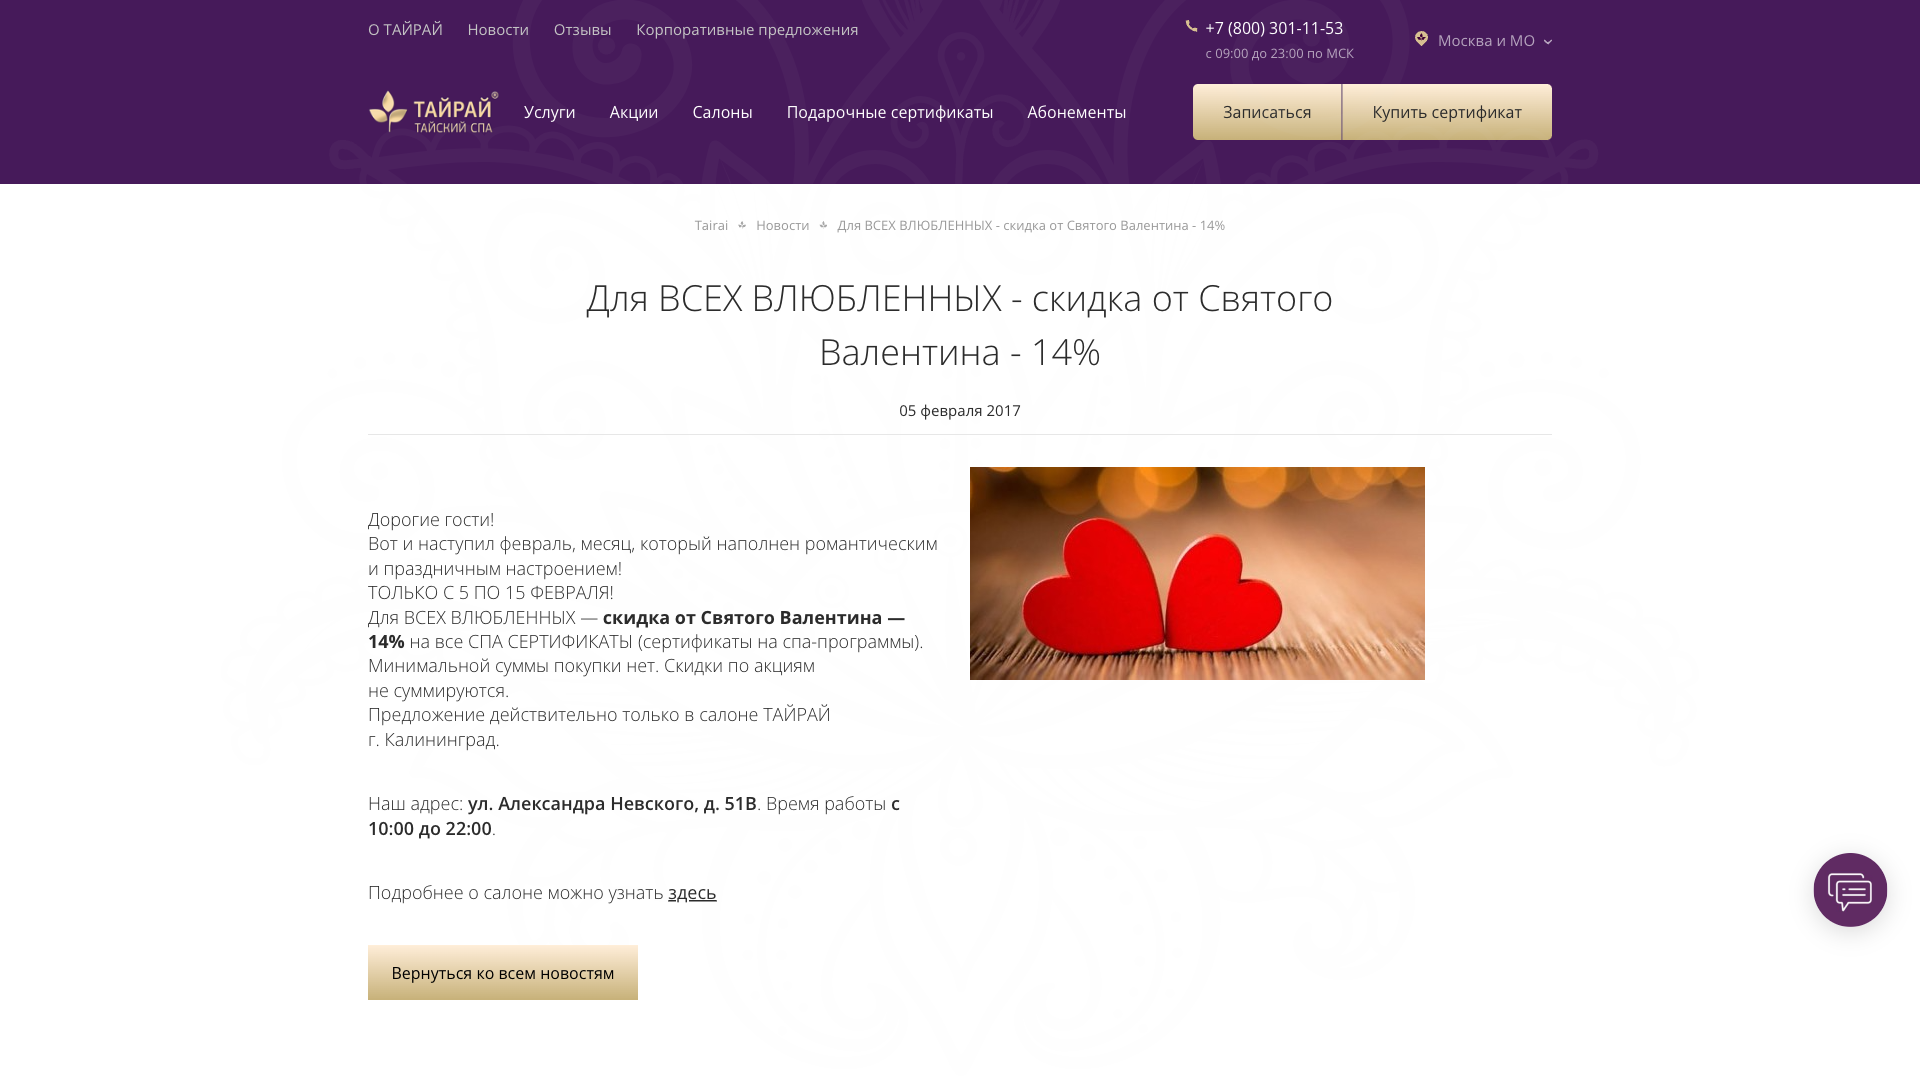 О ТАЙРАЙ Новости Отзывы Корпоративные предложения
+7 (800) 301-11-53
с 09:00 до 23:00 по МСК
Москва и МО
ТАЙРАЙ®
ТАЙСКИЙ СПА
Услуги Акции Салоны Подарочные сертификаты Абонементы
Записаться Купить сертификат
Tairai Новости Для ВСЕХ ВЛЮБЛЕННЫХ - скидка от Святого Валентина - 14%
Для ВСЕХ ВЛЮБЛЕННЫХ - скидка от Святого
Валентина - 14%
05 февраля 2017
Дорогие гости!
Вот и наступил февраль, месяц, который наполнен романтическим
и праздничным настроением!
ТОЛЬКО С 5 ПО 15 ФЕВРАЛЯ!
Для ВСЕХ ВЛЮБЛЕННЫХ — скидка от Святого Валентина —
14% на все СПА СЕРТИФИКАТЫ (сертификаты на спа-программы).
Минимальной суммы покупки нет. Скидки по акциям
не суммируются.
Предложение действительно только в салоне ТАЙРАЙ
г. Калининград.
Наш адрес: ул. Александра Невского, д. 51В. Время работы с
10:00 до 22:00.
Подробнее о салоне можно узнать здесь
Вернуться ко всем новостям